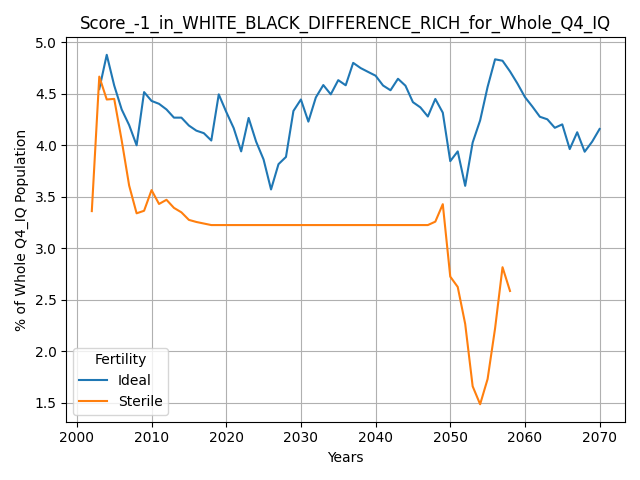 Score_-1_in_WHITE_BLACK_DIFFERENCE_RICH_for_Whole_Q4_IQ
5.0
4.5
4.0
3.5
3.0
2.5
2.0
1.5
% of Whole Q4_IQ Population
Fertility
Ideal
Sterile
2000 2010 2020 2030 2040 2050 2060 2070
Years